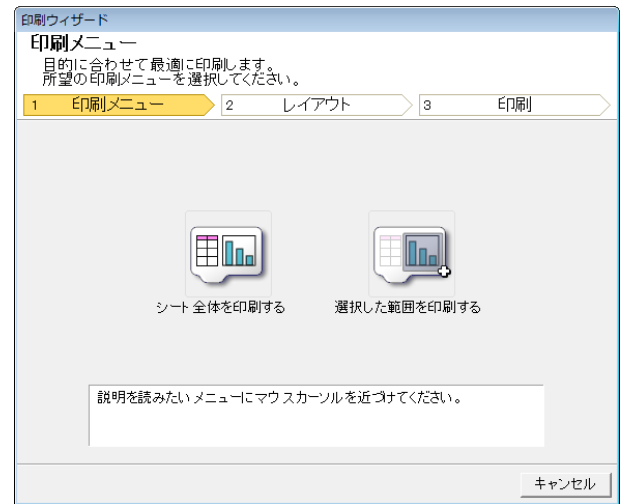 印刷ウィザード
印刷メニュー
目的に合わせて最適に印刷します。
所望の印刷メニューを選択してください。
1 印刷メニュー 2 レイアウト 3 印刷
シート全体を印刷する 選択した範囲を印刷する
説明を読みたいメニューにマウスカーソルを近づけてください。
キャンセル